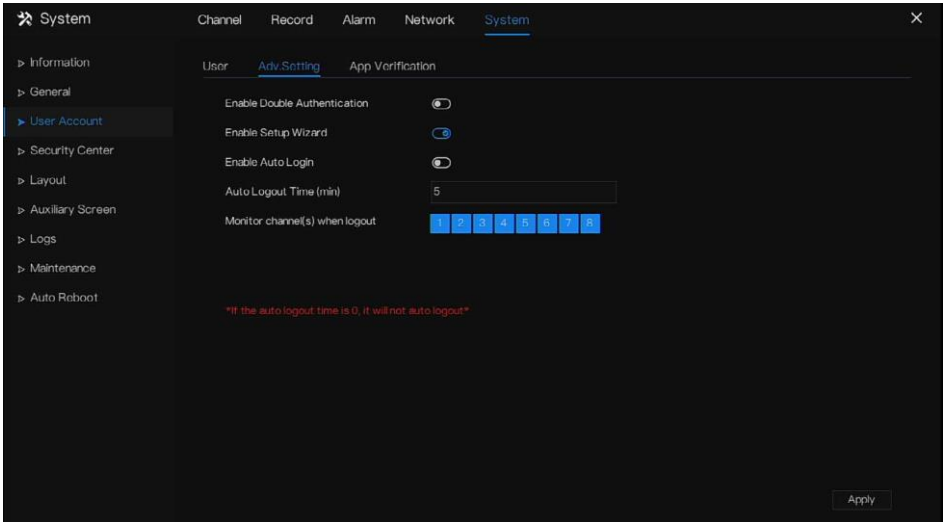 System
Channel Record Alarm Network System
Information
General
User Account
Security Center
Layout
Auxiliary Screen
Logs
Maintenance
Auto Reboot
User Adv.Setting App Verification
Enable Double Authentication
Enable Setup Wizard
Enable Auto Login
Auto Logout Time (min) 5
Monitor channel(s) when logout 1 2 3 4 5 6 7 8
*If the auto logout time is 0, it will not auto logout*
Apply